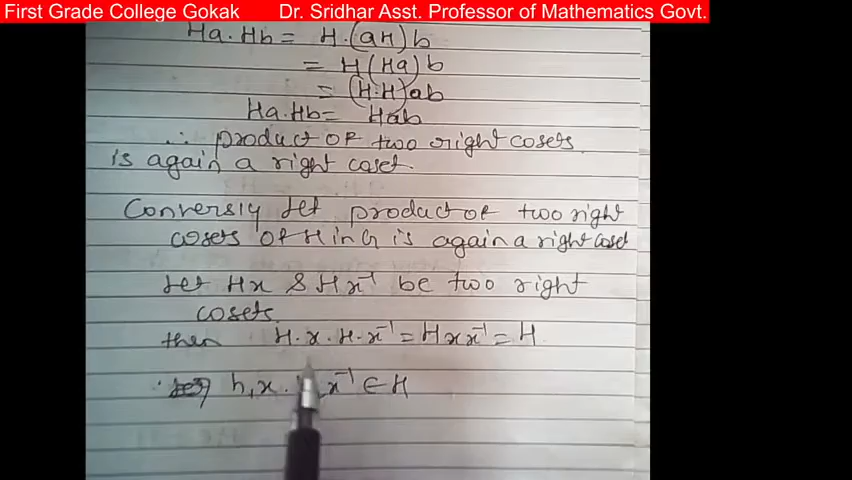 First Grade College Gokak Dr. Sridhar Asst. Professor of Mathematics Govt.
Ha.Hb = H.(aH)b
= H(Ha)b
= (H.H)ab
Ha.Hb = Hab
∴ product of two right cosets
is again a right coset.
Conversly let product of two right
cosets of H in G is again a right coset
Let Hx & Hx⁻¹ be two right
cosets.
then H.x.H.x⁻¹ = Hxx⁻¹ = H.
h₁x. x⁻¹ ∈ H